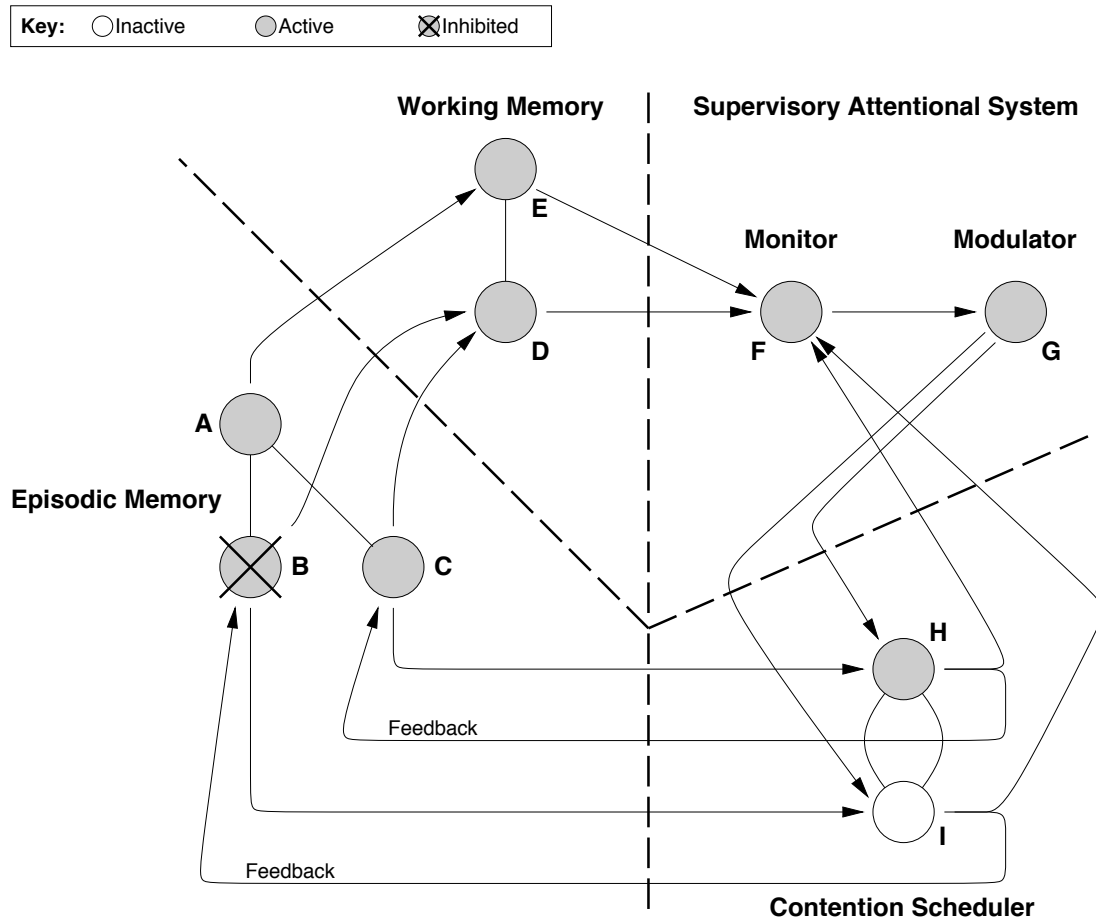 Key: Inactive Active Inhibited
Working Memory
Supervisory Attentional System
E
Monitor
Modulator
D
F
G
A
Episodic Memory
B
C
H
Feedback
I
Feedback
Contention Scheduler